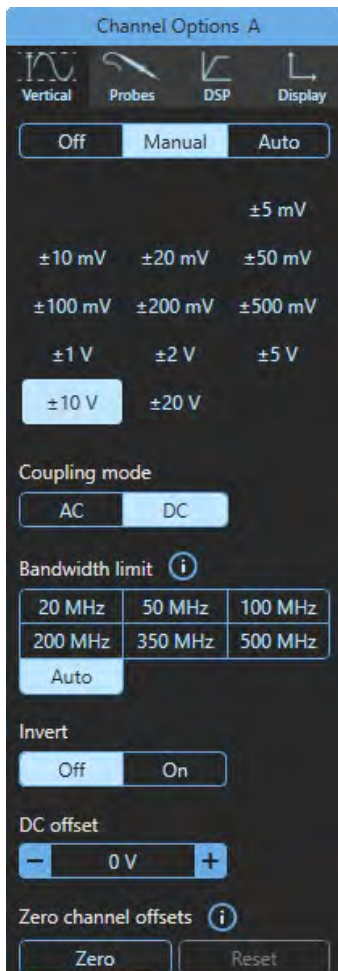 Channel Options A
Vertical Probes DSP Display
Off Manual Auto
±5 mV
±10 mV ±20 mV ±50 mV
±100 mV ±200 mV ±500 mV
±1 V ±2 V ±5 V
±10 V ±20 V
Coupling mode
AC DC
Bandwidth limit i
20 MHz 50 MHz 100 MHz
200 MHz 350 MHz 500 MHz
Auto
Invert
Off On
DC offset
− 0 V +
Zero channel offsets i
Zero Reset